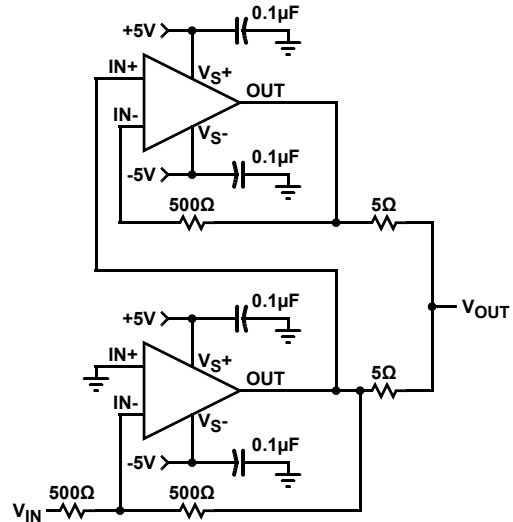 0.1µF
+5V
IN+
VS+
OUT
IN-
VS-
0.1µF
-5V
500Ω
5Ω
0.1µF
+5V
VOUT
IN+
VS+
OUT
5Ω
IN-
VS-
0.1µF
-5V
500Ω
500Ω
VIN